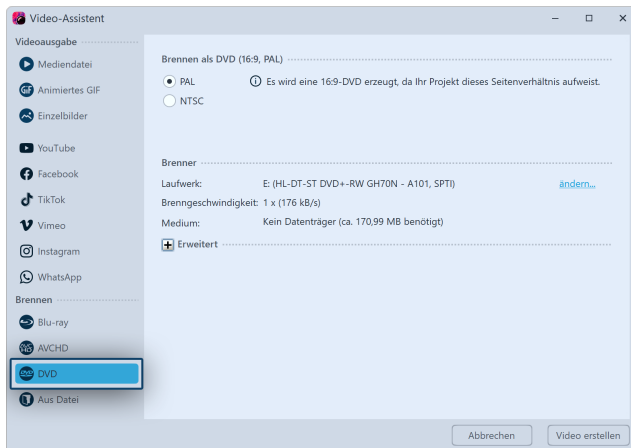 Video-Assistent
Videoausgabe
Mediendatei
GiF Animiertes GIF
Einzelbilder
YouTube
Facebook
TikTok
Vimeo
Instagram
WhatsApp
Brennen
Blu-ray
AVCHD
DVD DVD
Aus Datei
Brennen als DVD (16:9, PAL)
PAL
Es wird eine 16:9-DVD erzeugt, da Ihr Projekt dieses Seitenverhältnis aufweist.
NTSC
Brenner
Laufwerk: E: (HL-DT-ST DVD+-RW GH70N - A101, SPTI) ändern...
Brenngeschwindigkeit: 1 x (176 kB/s)
Medium: Kein Datenträger (ca. 170,99 MB benötigt)
Erweitert
Abbrechen
Video erstellen